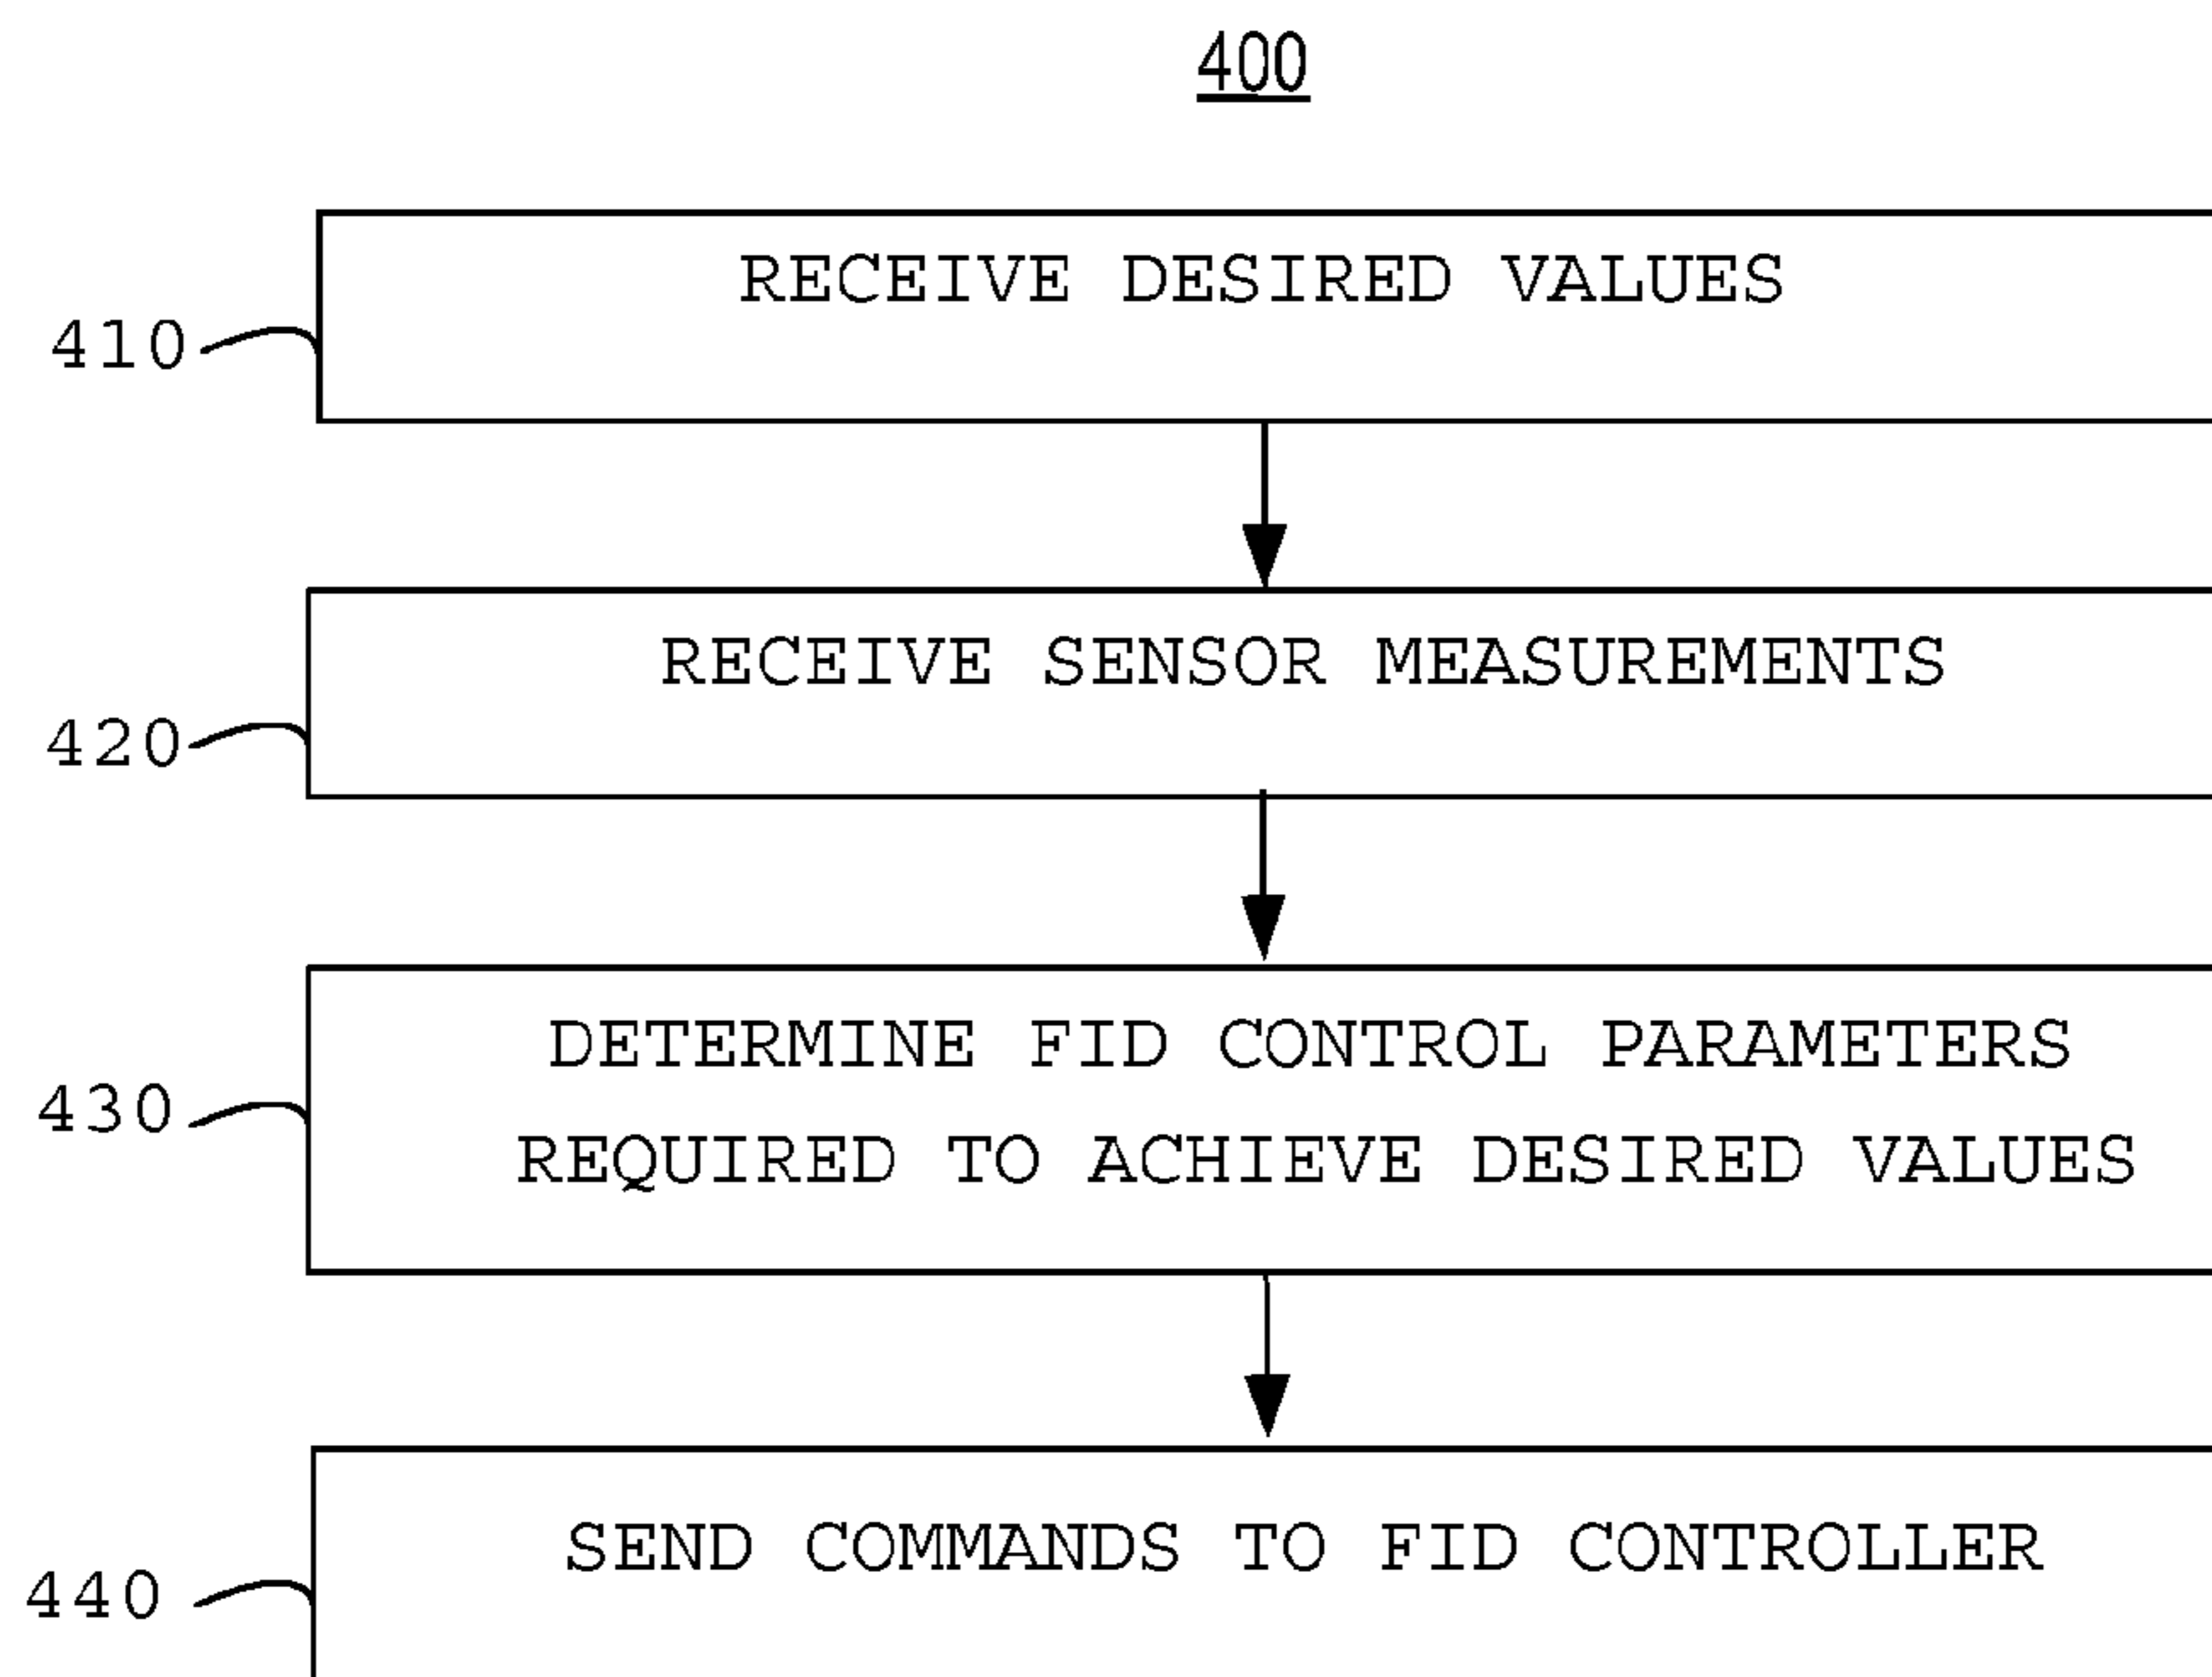 400
RECEIVE DESIRED VALUES
410
RECEIVE SENSOR MEASUREMENTS
420
DETERMINE FID CONTROL PARAMETERS
REQUIRED TO ACHIEVE DESIRED VALUES
430
SEND COMMANDS TO FID CONTROLLER
440